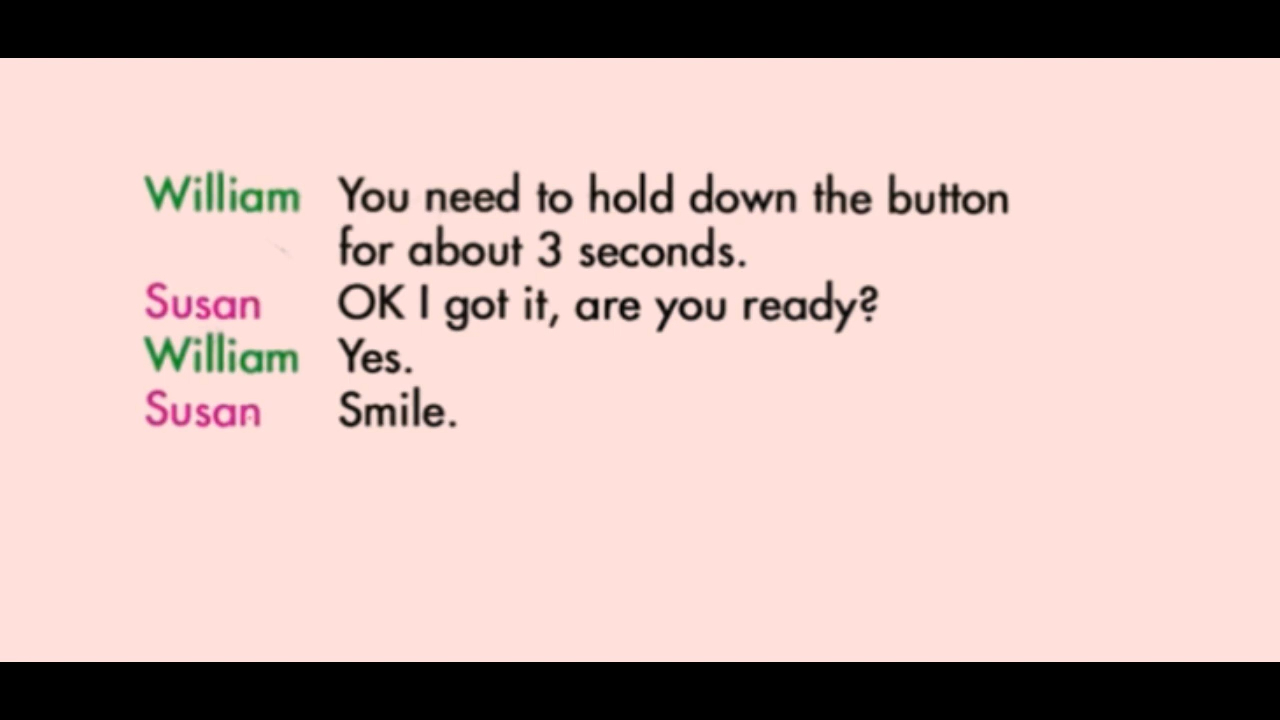 William You need to hold down the button
for about 3 seconds.
Susan OK I got it, are you ready?
William Yes.
Susan Smile.